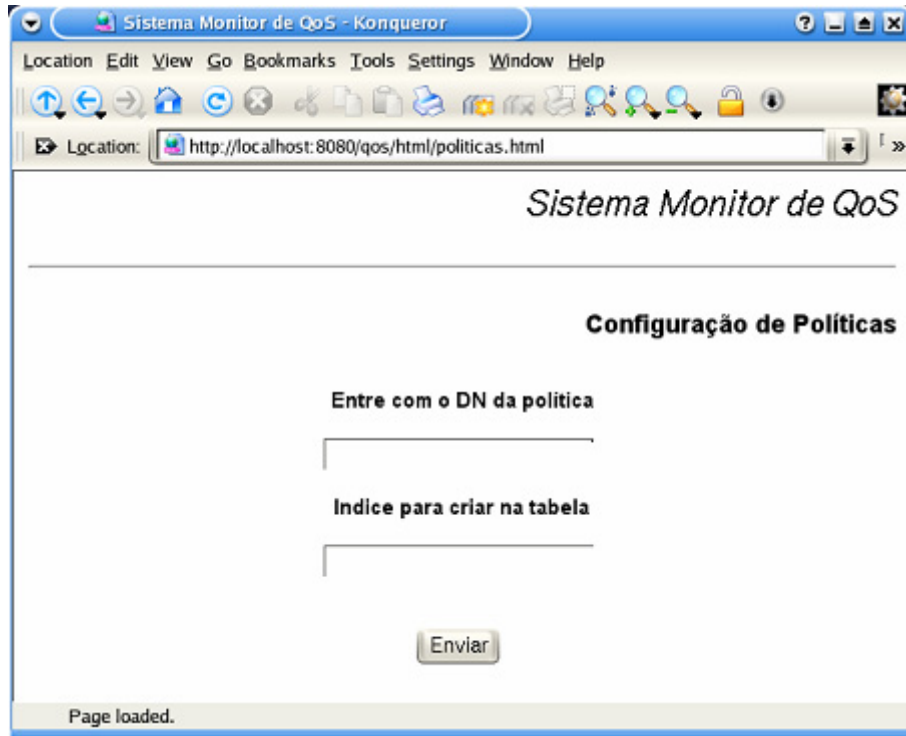 Sistema Monitor de QoS - Konqueror
Location Edit View Go Bookmarks Tools Settings Window Help
Location: http://localhost:8080/qos/html/politicas.html
Sistema Monitor de QoS
Configuração de Políticas
Entre com o DN da política
Indice para criar na tabela
Enviar
Page loaded.